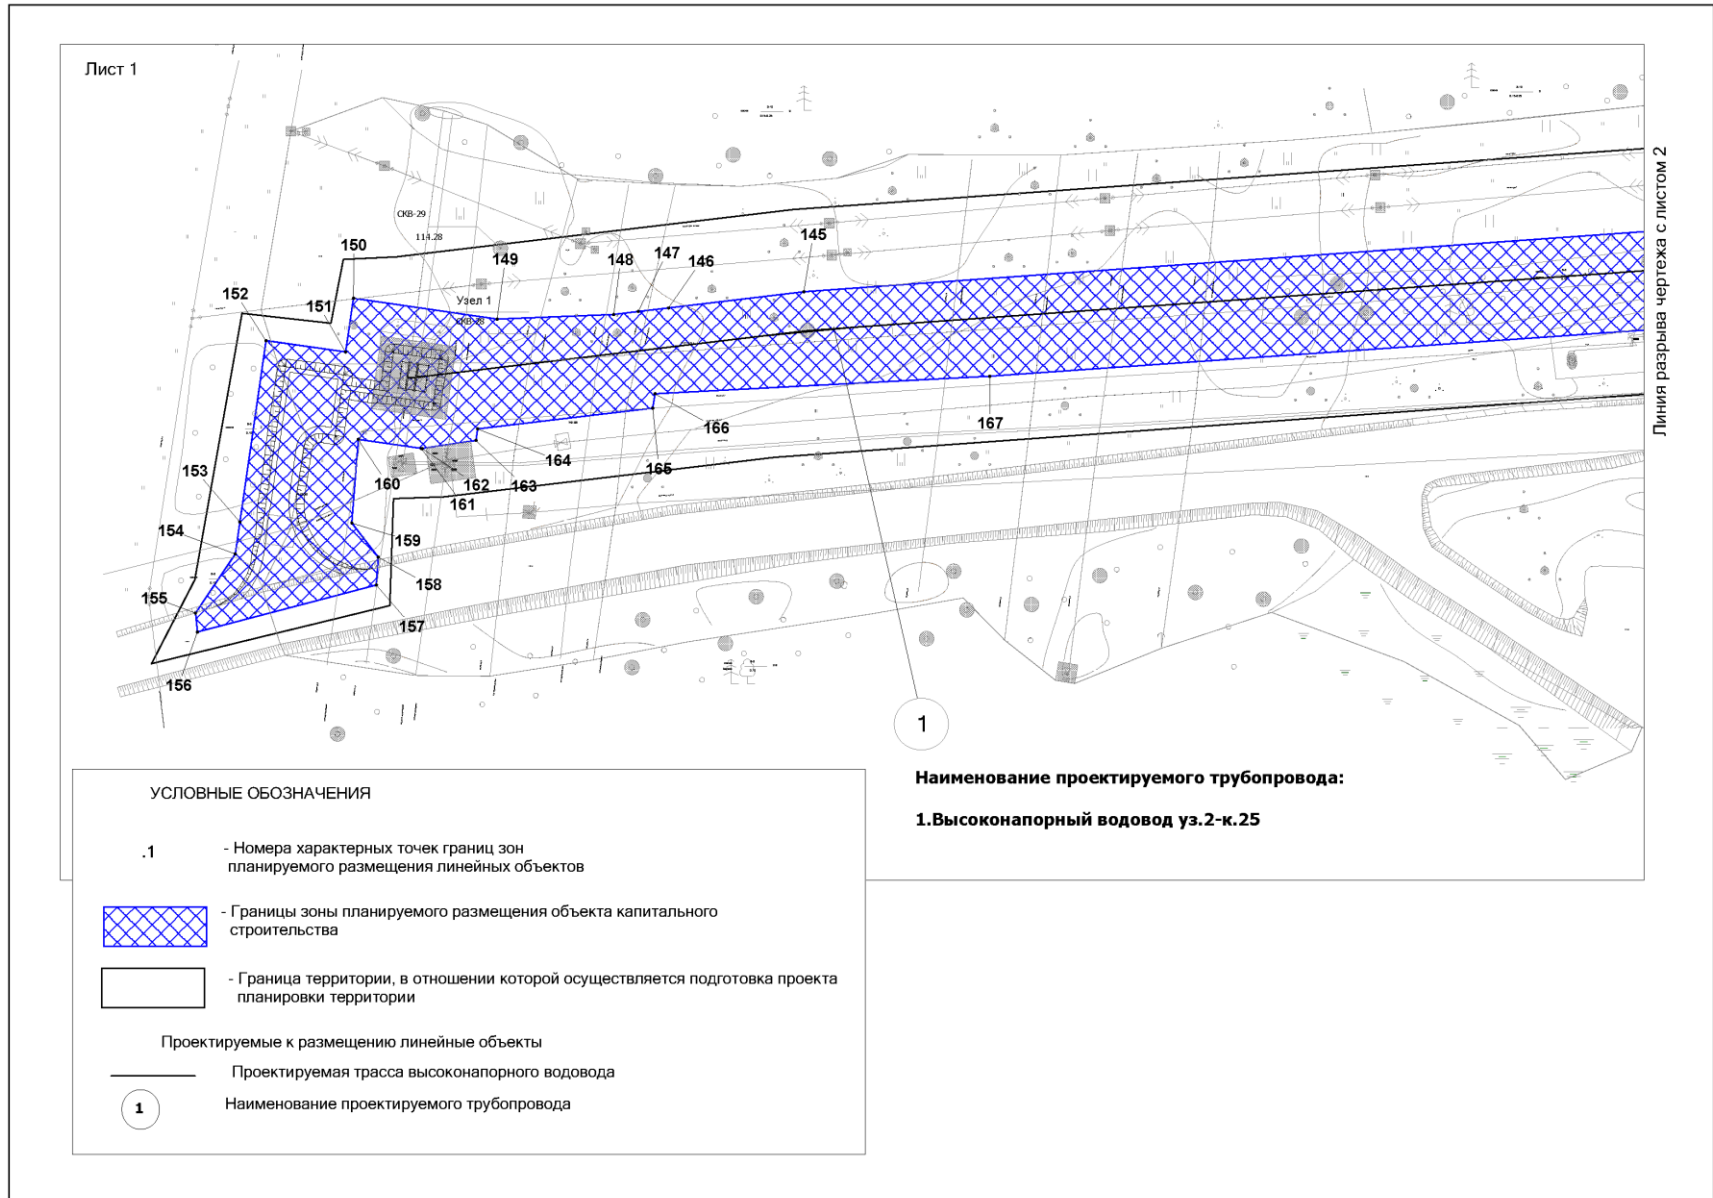 Лист 1
СКВ-29
114.28
145
150
149
148
147
146
152
151
Узел 1
СКВ-28
Линия разрыва чертежа с листом 2
153
154
155
156
157
158
159
160
161
162
163
164
165
166
167
1
Наименование проектируемого трубопровода:
1.Высоконапорный водовод уз.2-к.25
УСЛОВНЫЕ ОБОЗНАЧЕНИЯ
.1
- Номера характерных точек границ зон
планируемого размещения линейных объектов
- Границы зоны планируемого размещения объекта капитального
строительства
- Граница территории, в отношении которой осуществляется подготовка проекта
планировки территории
Проектируемые к размещению линейные объекты
Проектируемая трасса высоконапорного водовода
1
Наименование проектируемого трубопровода